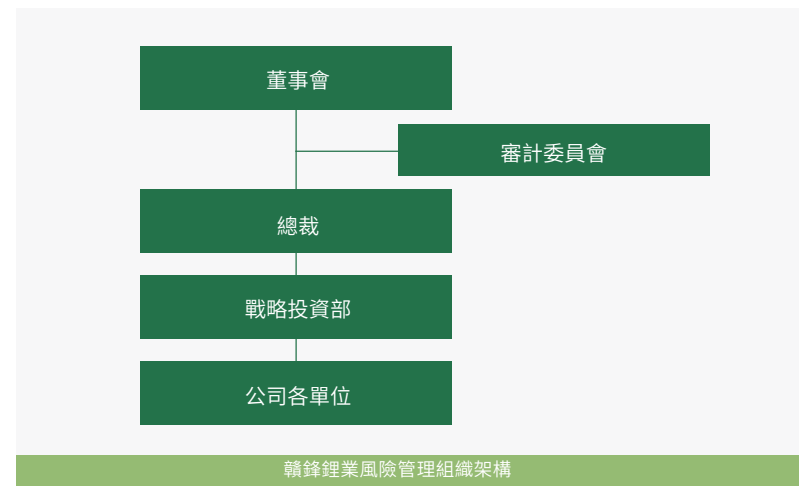 董事會
審計委員會
總裁
戰略投資部
公司各單位
贛鋒鋰業風險管理組織架構